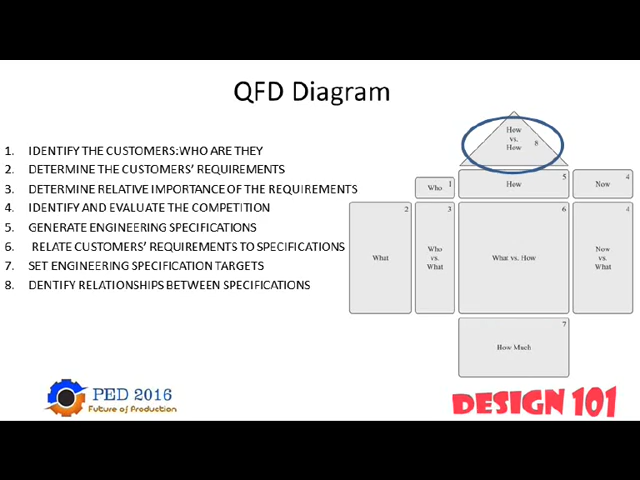 QFD Diagram
1. IDENTIFY THE CUSTOMERS:WHO ARE THEY
2. DETERMINE THE CUSTOMERS' REQUIREMENTS
3. DETERMINE RELATIVE IMPORTANCE OF THE REQUIREMENTS
4. IDENTIFY AND EVALUATE THE COMPETITION
5. GENERATE ENGINEERING SPECIFICATIONS
6. RELATE CUSTOMERS' REQUIREMENTS TO SPECIFICATIONS
7. SET ENGINEERING SPECIFICATION TARGETS
8. DENTIFY RELATIONSHIPS BETWEEN SPECIFICATIONS
How
vs.
How
8
Who 1
How 5
Now 4
What 2
Who
vs.
What
3
What vs. How 6
Now
vs.
What
4
How Much 7
PED 2016
Future of Production
DESIGN 101